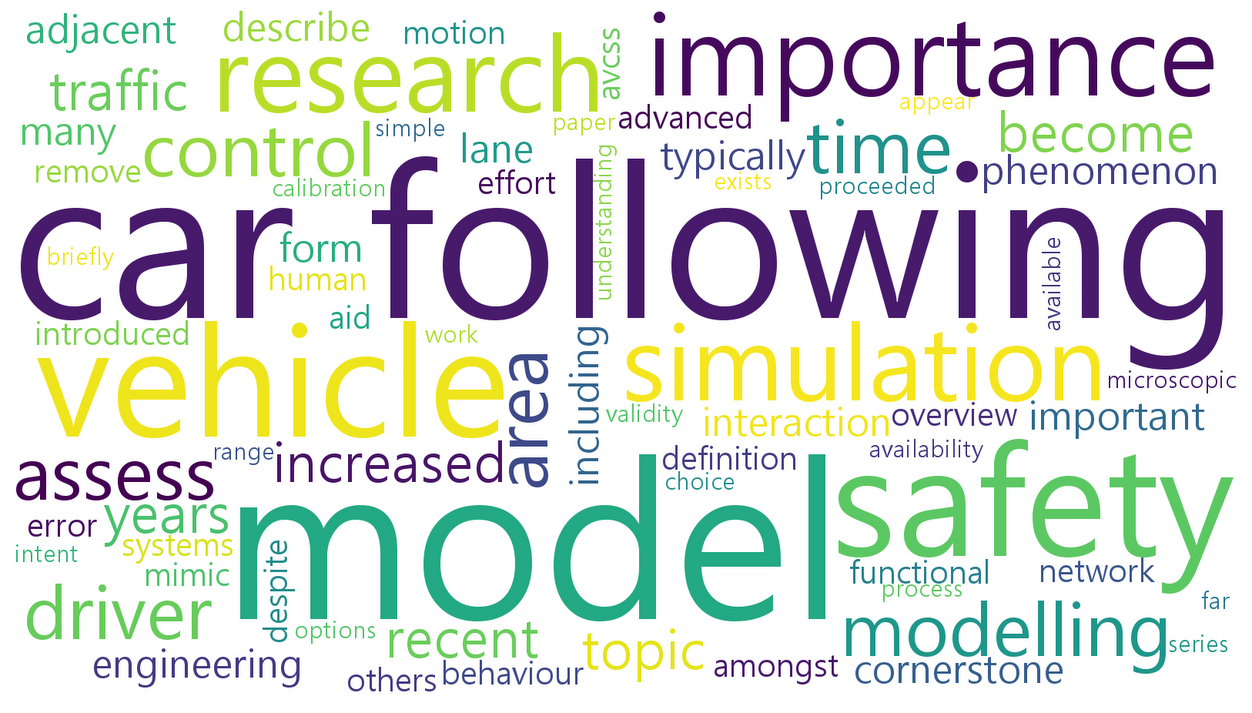 adjacent
describe
motion
research
avcss
importance
traffic
appear
many
control
simple
paper
advanced
become
remove
lane
typically
time
phenomenon
calibration
effort
understanding
exists
proceeded
car following
briefly
form
human
available
aid
introduced
vehicle
work
area
including
simulation
microscopic
validity
interaction
overview
important
assess
range
increased
definition
availability
choice
safety
error
years
model
intent
systems
mimic
despite
functional
network
process
driver
options
recent
topic
modelling
far
series
engineering
others
behaviour
amongst
cornerstone